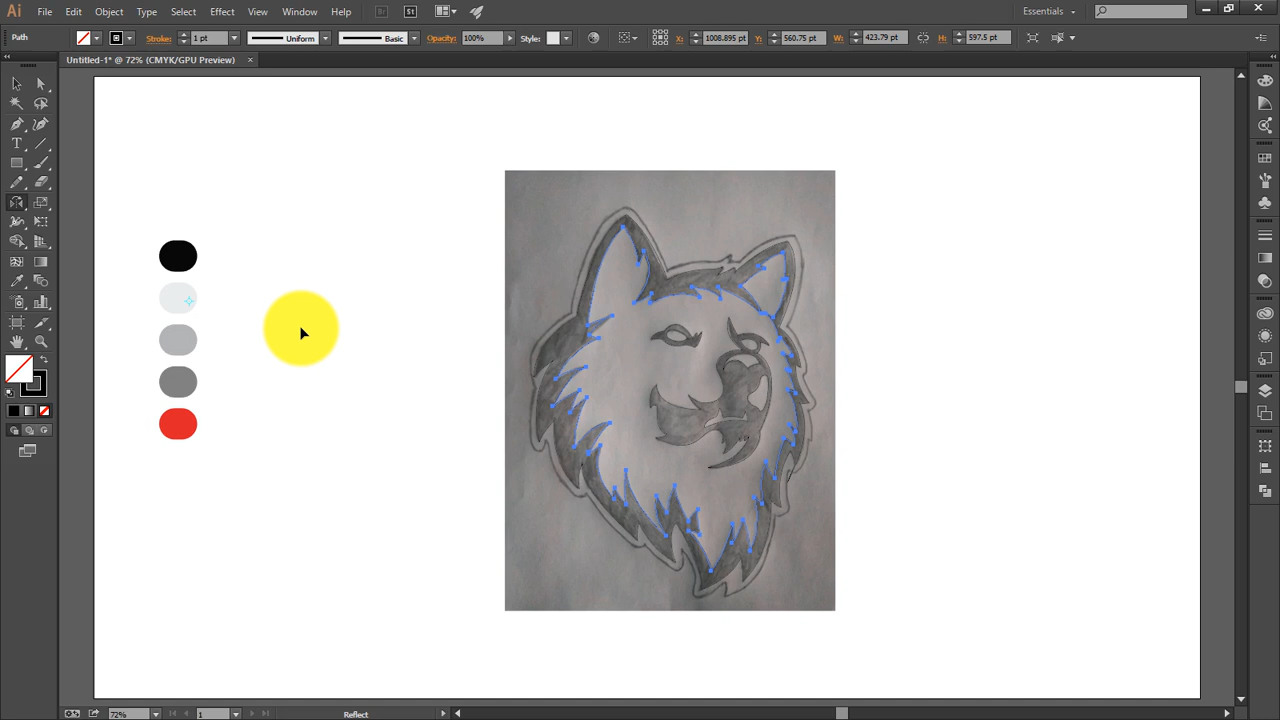 Ai File Edit Object Type Select Effect View Window Help Br St Essentials
Path Stroke: 1 pt Uniform Basic Opacity: 100% Style: X: 1008.895 pt Y: 560.75 pt W: 423.79 pt H: 597.5 pt
Untitled-1* @ 72% (CMYK/GPU Preview) ×
72% 1 Reflect